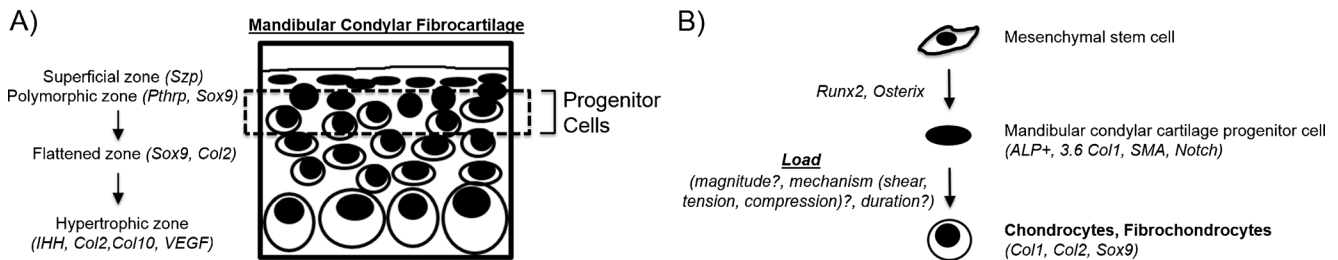 A)
Mandibular Condylar Fibrocartilage
Superficial zone (Szp)
Polymorphic zone (Pthrp, Sox9)
Flattened zone (Sox9, Col2)
Hypertrophic zone
(IHH, Col2,Col10, VEGF)
Progenitor
Cells
B)
Mesenchymal stem cell
Runx2, Osterix
Mandibular condylar cartilage progenitor cell
(ALP+, 3.6 Col1, SMA, Notch)
Load
(magnitude?, mechanism (shear,
tension, compression)?, duration?)
Chondrocytes, Fibrochondrocytes
(Col1, Col2, Sox9)